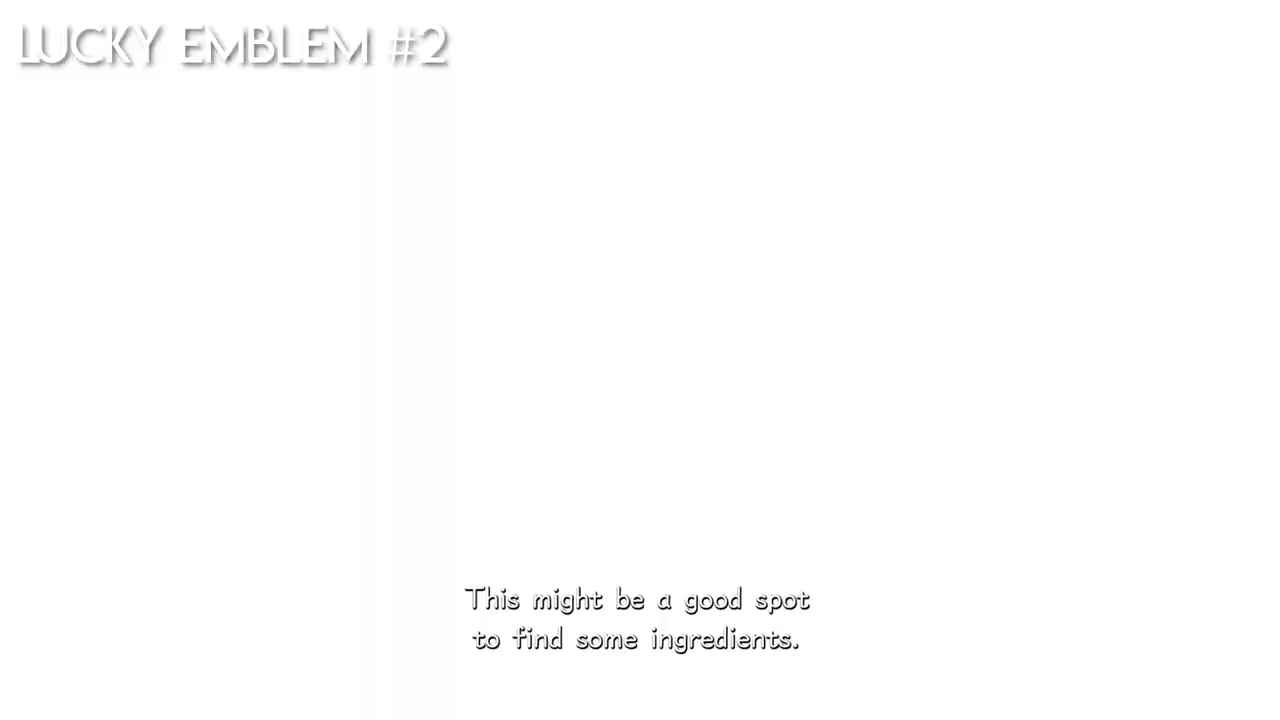 LUCKY EMBLEM #2
This might be a good spot
to find some ingredients.